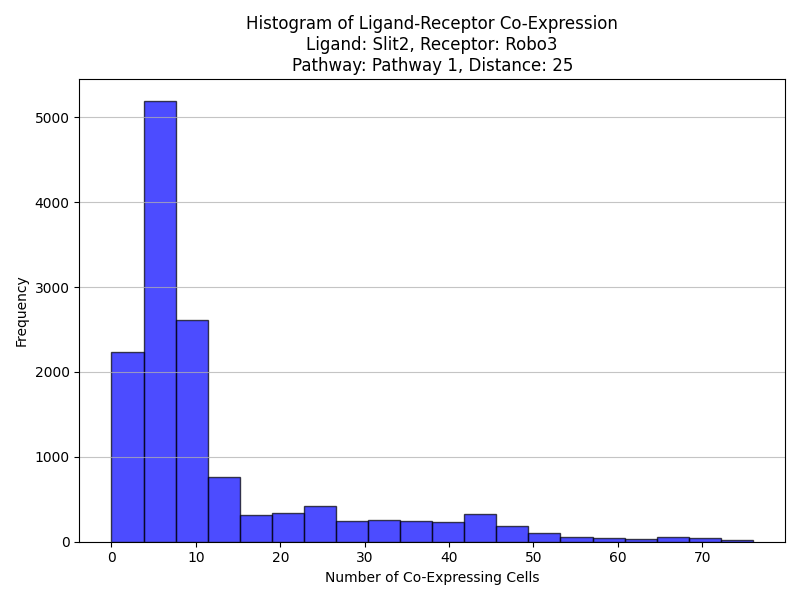 Histogram of Ligand-Receptor Co-Expression
Ligand: Slit2, Receptor: Robo3
Pathway: Pathway 1, Distance: 25
Frequency
5000
4000
3000
2000
1000
0
0 10 20 30 40 50 60 70
Number of Co-Expressing Cells